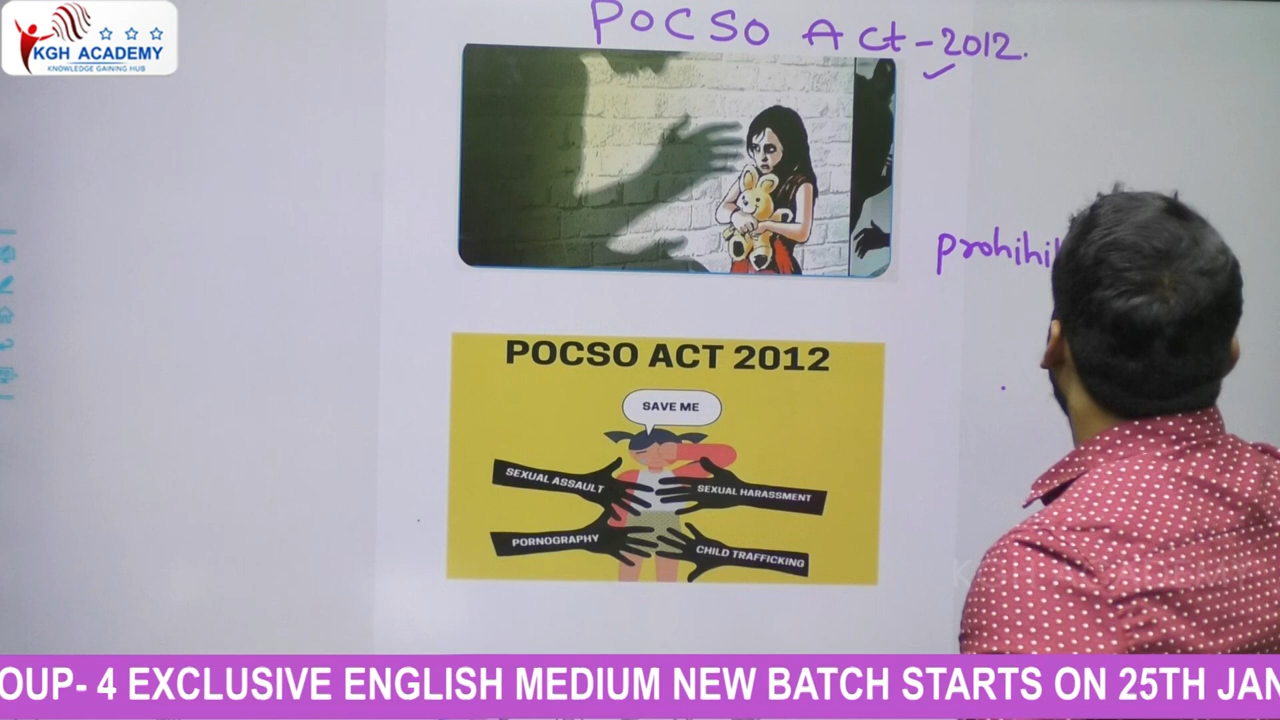 KGH ACADEMY
KNOWLEDGE GAINING HUB
POCSO Act-2012.
POCSO ACT 2012
SAVE ME
SEXUAL ASSAULT
SEXUAL HARASSMENT
PORNOGRAPHY
CHILD TRAFFICKING
OUP- 4 EXCLUSIVE ENGLISH MEDIUM NEW BATCH STARTS ON 25TH JAN